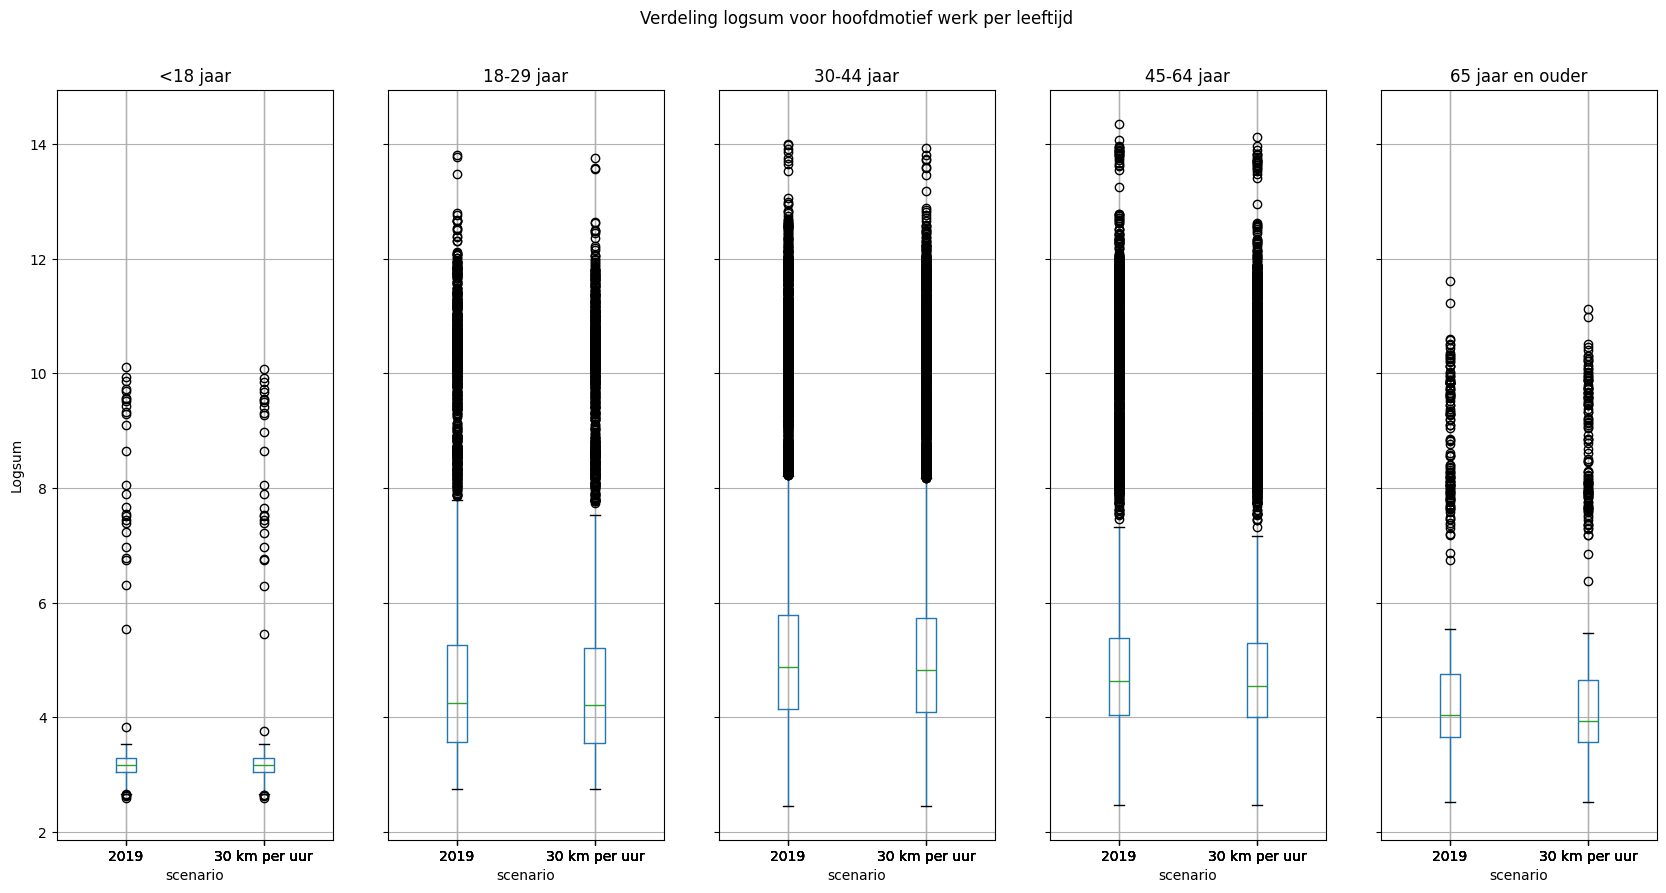 Verdeling logsum voor hoofdmotief werk per leeftijd
<18 jaar
18-29 jaar
30-44 jaar
45-64 jaar
65 jaar en ouder
Logsum
14
12
10
8
6
4
2
2019
30 km per uur
scenario
2019
30 km per uur
scenario
2019
30 km per uur
scenario
2019
30 km per uur
scenario
2019
30 km per uur
scenario